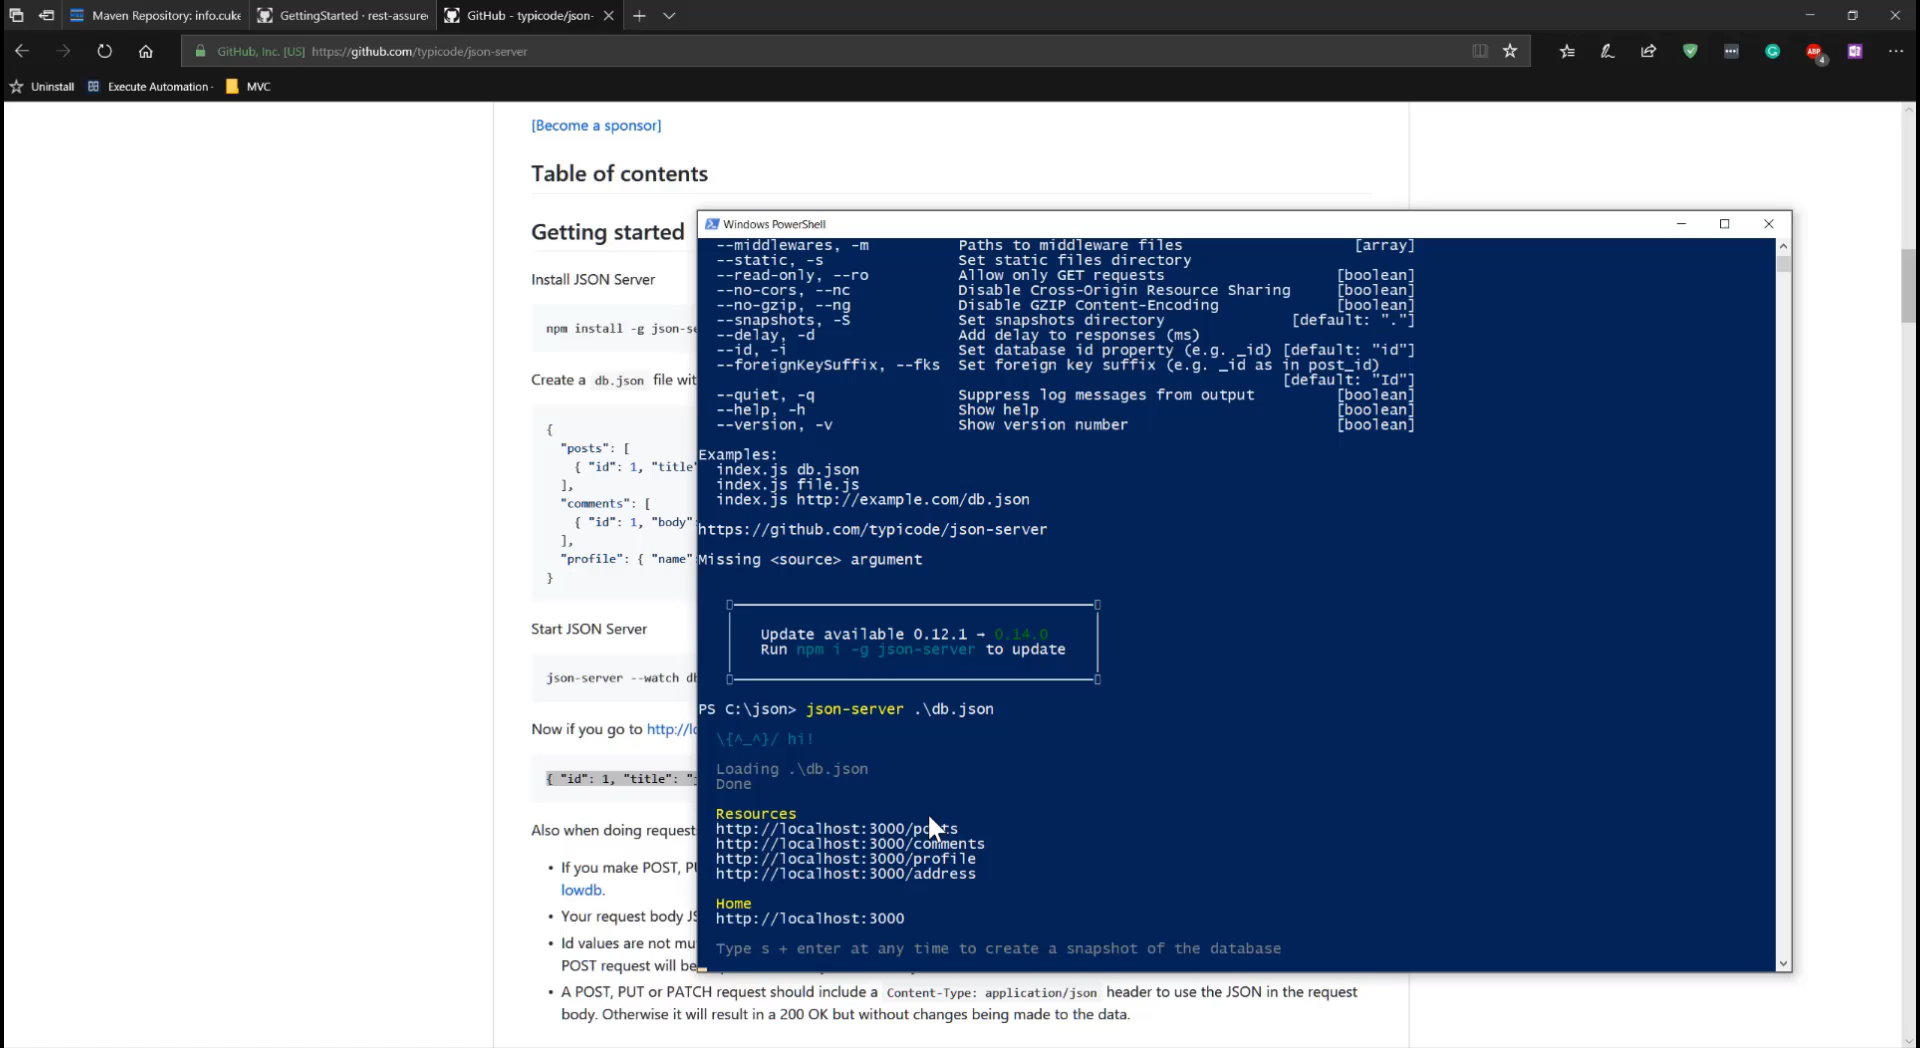 Maven Repository: info.cuke
GettingStarted · rest-assured
GitHub - typicode/json-
GitHub, Inc. [US] https://github.com/typicode/json-server
ABP
4
Uninstall
Execute Automation ·
MVC
[Become a sponsor]
Table of contents
Getting started
Install JSON Server
npm install -g json-se
Create a db.json file wit
{
"posts": [
{ "id": 1, "title"
],
"comments": [
{ "id": 1, "body"
],
"profile": { "name"
}
Start JSON Server
json-server --watch db
Now if you go to http://lo
{ "id": 1, "title": "
Also when doing request
• If you make POST, PU
lowdb.
• Your request body JS
• Id values are not mu
POST request will be
• A POST, PUT or PATCH request should include a Content-Type: application/json header to use the JSON in the request
body. Otherwise it will result in a 200 OK but without changes being made to the data.
Windows PowerShell
--middlewares, -m Paths to middleware files [array]
--static, -s Set static files directory
--read-only, --ro Allow only GET requests [boolean]
--no-cors, --nc Disable Cross-Origin Resource Sharing [boolean]
--no-gzip, --ng Disable GZIP Content-Encoding [boolean]
--snapshots, -S Set snapshots directory [default: "."]
--delay, -d Add delay to responses (ms)
--id, -i Set database id property (e.g. _id) [default: "id"]
--foreignKeySuffix, --fks Set foreign key suffix (e.g. _id as in post_id)
[default: "Id"]
--quiet, -q Suppress log messages from output [boolean]
--help, -h Show help [boolean]
--version, -v Show version number [boolean]
Examples:
index.js db.json
index.js file.js
index.js http://example.com/db.json
https://github.com/typicode/json-server
Missing <source> argument
Update available 0.12.1 → 0.14.0
Run npm i -g json-server to update
PS C:\json> json-server .\db.json
\{^_^}/ hi!
Loading .\db.json
Done
Resources
http://localhost:3000/posts
http://localhost:3000/comments
http://localhost:3000/profile
http://localhost:3000/address
Home
http://localhost:3000
Type s + enter at any time to create a snapshot of the database